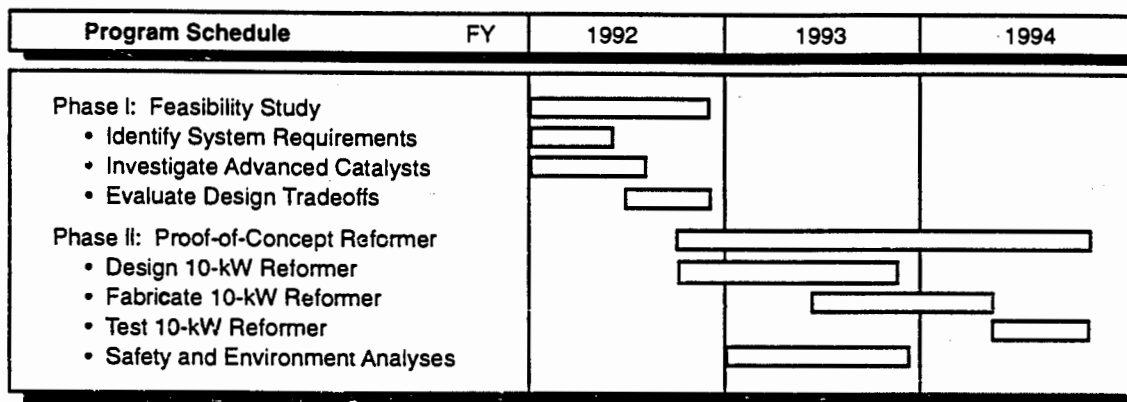 Program Schedule FY 1992 1993 1994
Phase I: Feasibility Study
• Identify System Requirements
• Investigate Advanced Catalysts
• Evaluate Design Tradeoffs
Phase II: Proof-of-Concept Reformer
• Design 10-kW Reformer
• Fabricate 10-kW Reformer
• Test 10-kW Reformer
• Safety and Environment Analyses